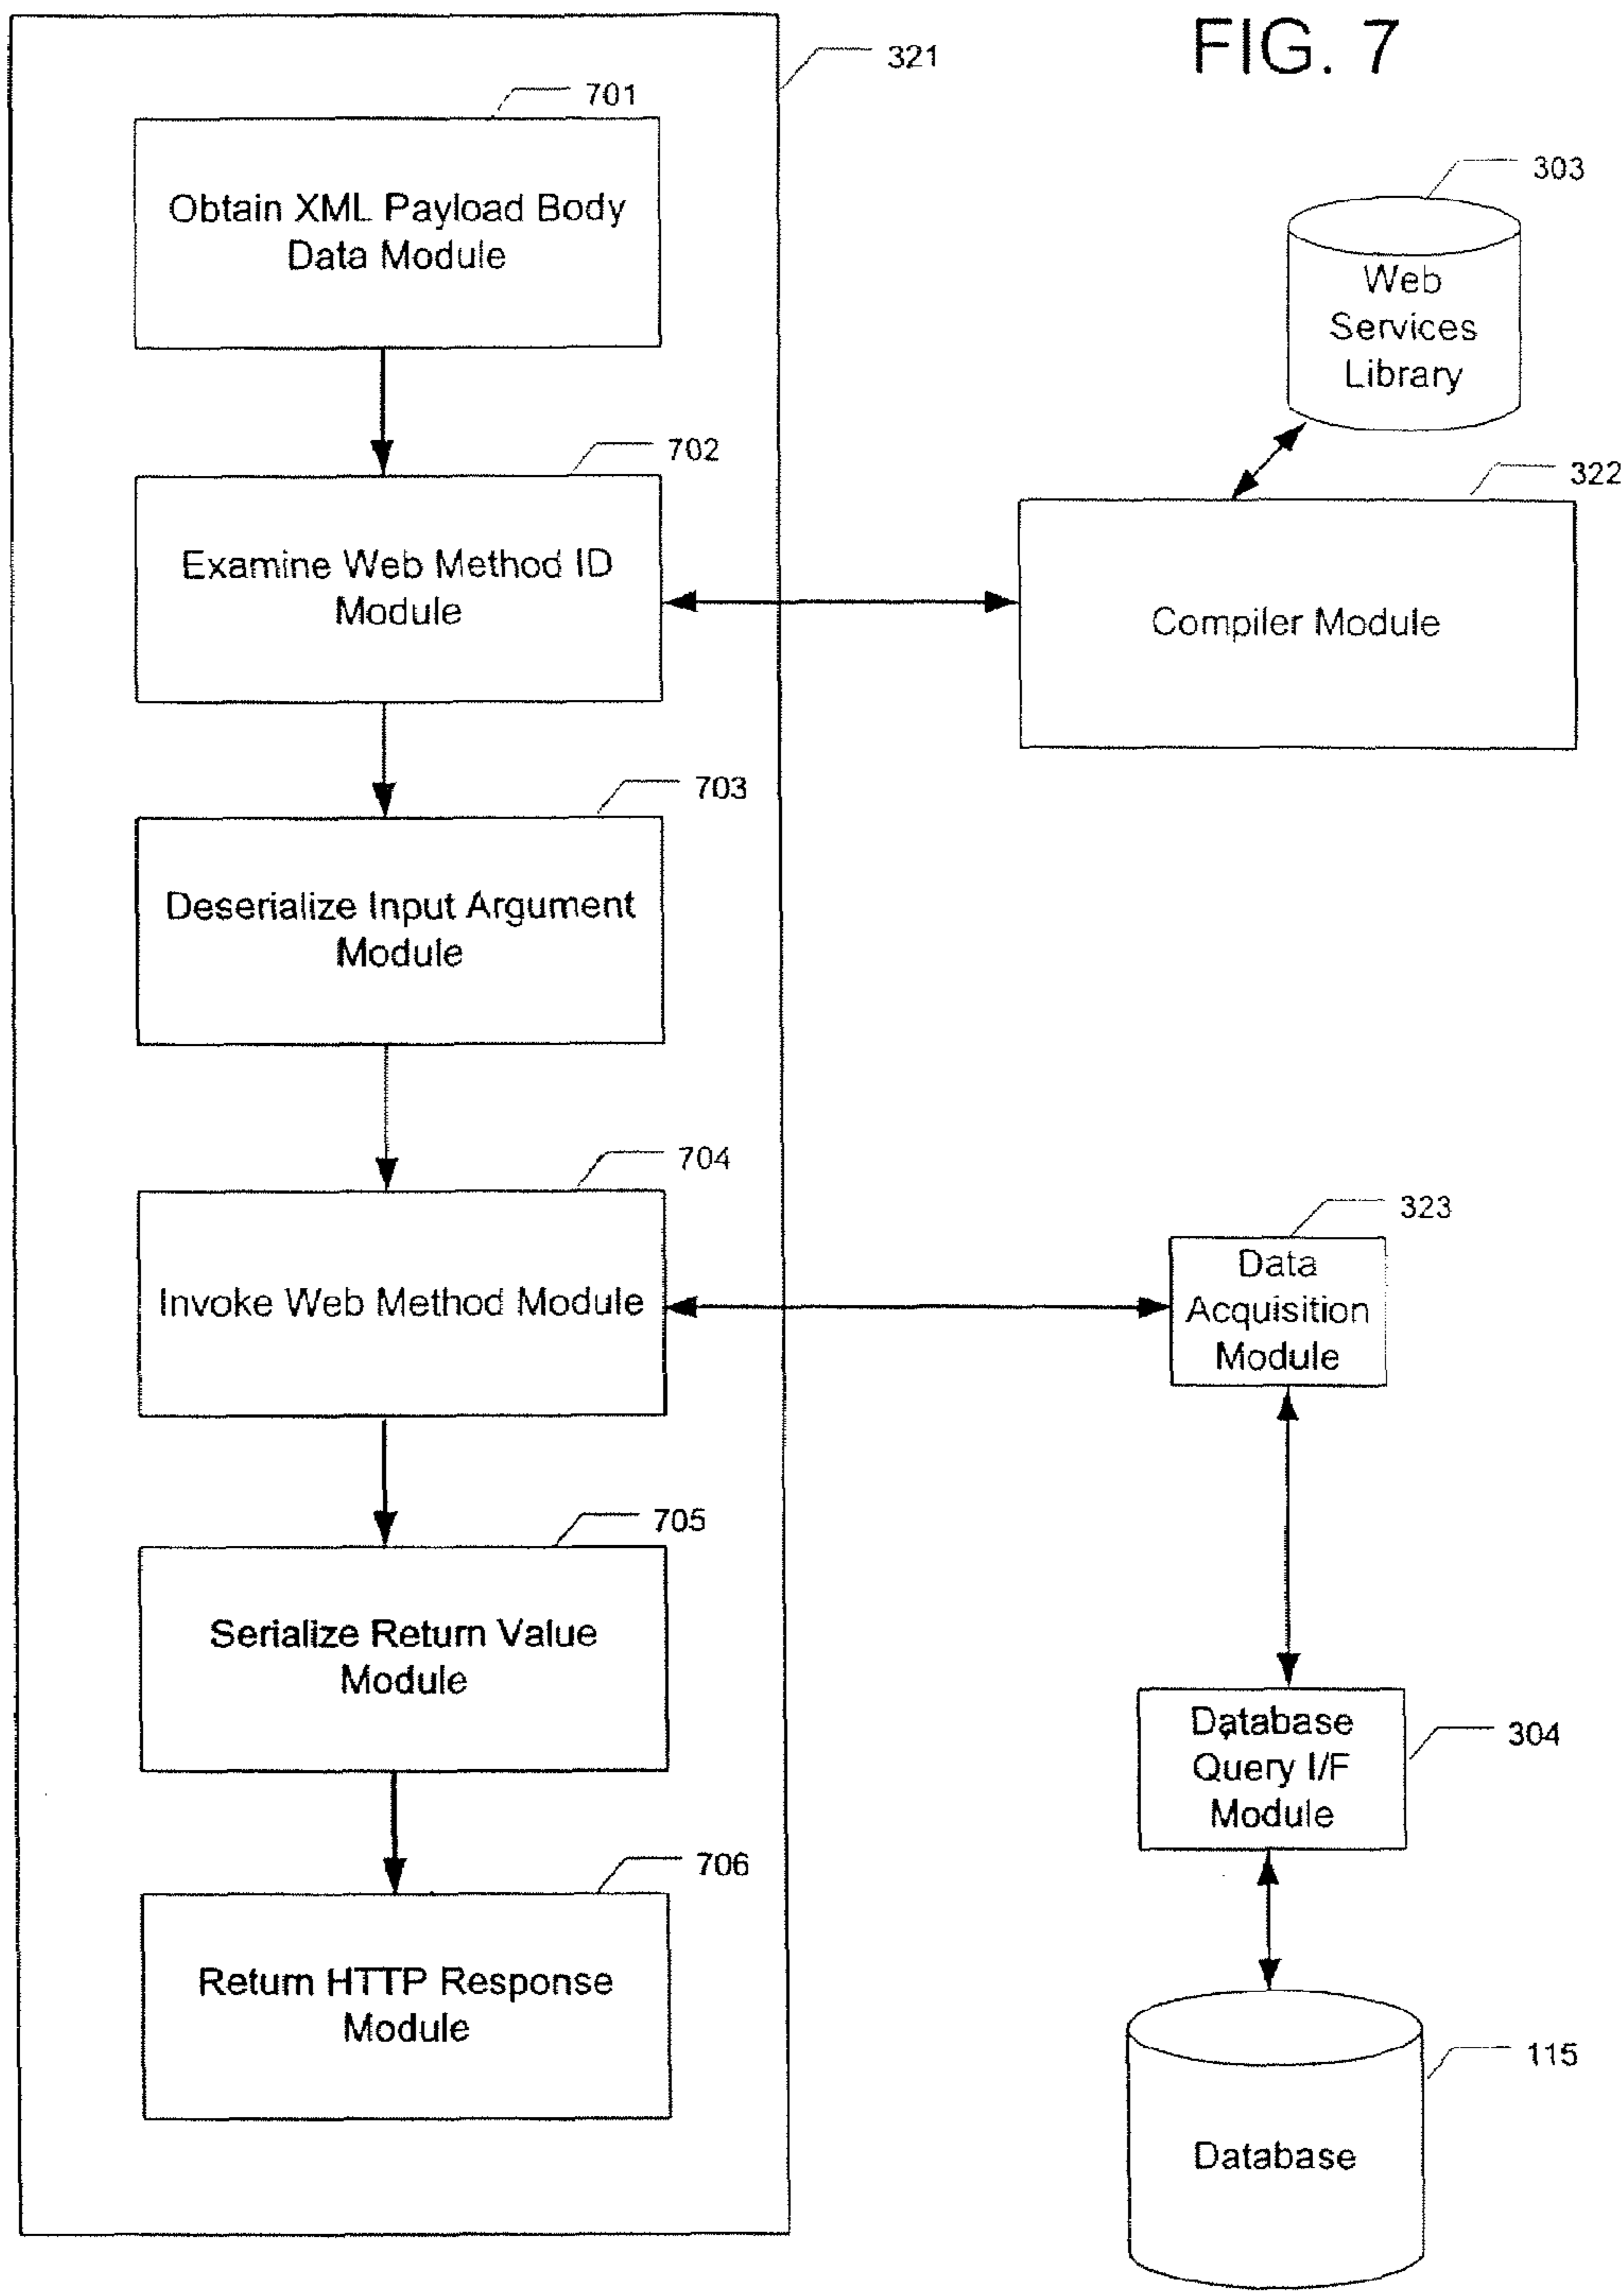 FIG. 7
321
701
Obtain XML Payload Body
Data Module
303
Web
Services
Library
702
Examine Web Method ID
Module
322
Compiler Module
703
Deserialize Input Argument
Module
704
Invoke Web Method Module
323
Data
Acquisition
Module
705
Serialize Return Value
Module
Database
Query I/F
Module
304
706
Return HTTP Response
Module
115
Database